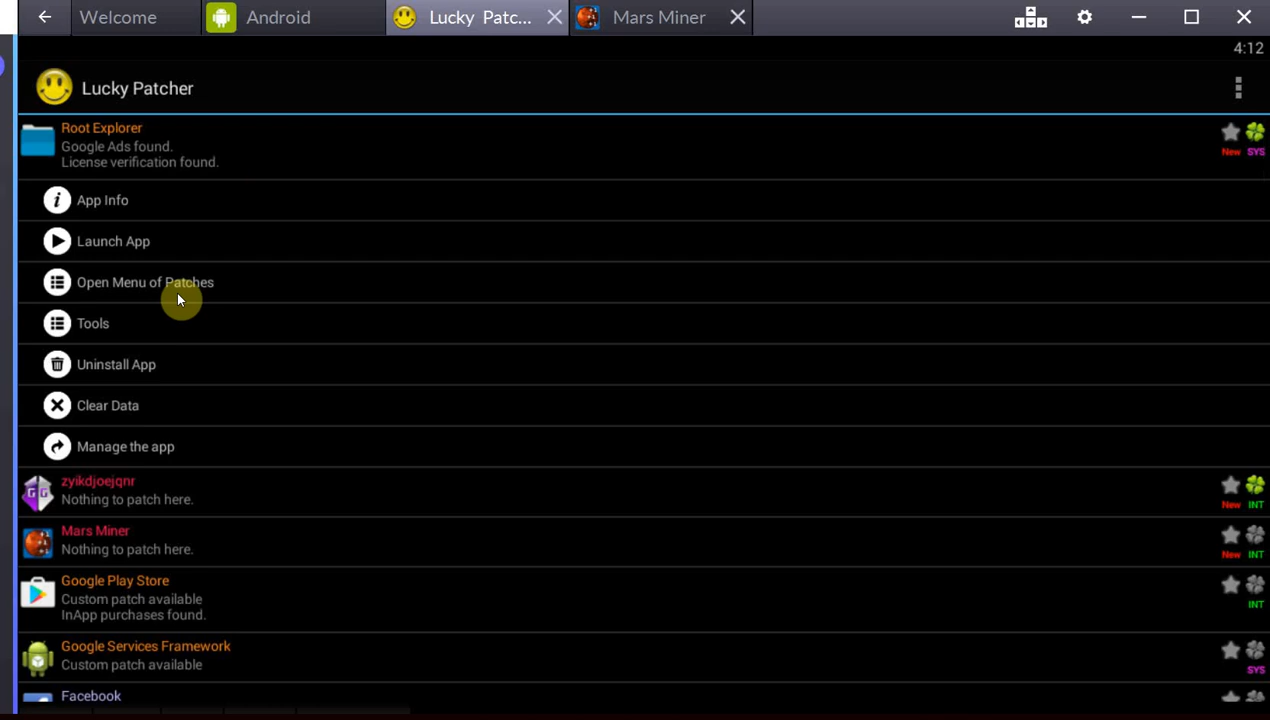 Welcome
Android
Lucky Patc...
Mars Miner
4:12
Lucky Patcher
Root Explorer
Google Ads found.
License verification found.
New SYS
App Info
Launch App
Open Menu of Patches
Tools
Uninstall App
Clear Data
Manage the app
zyikdjoejqnr
Nothing to patch here.
New INT
Mars Miner
Nothing to patch here.
New INT
Google Play Store
Custom patch available
InApp purchases found.
INT
Google Services Framework
Custom patch available
SYS
Facebook